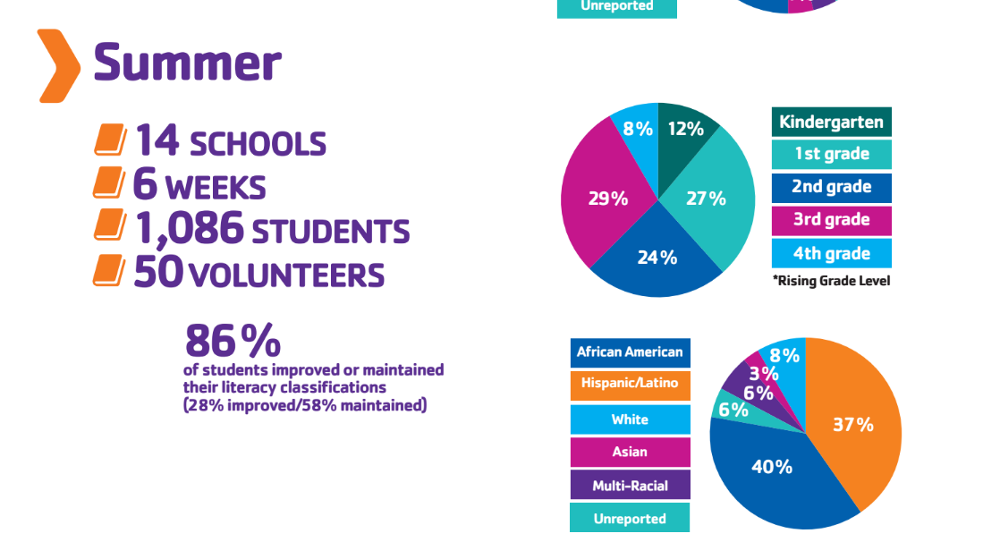 Unreported
Summer
14 SCHOOLS
6 WEEKS
1,086 STUDENTS
50 VOLUNTEERS
86%
of students improved or maintained
their literacy classifications
(28% improved/58% maintained)
8%
12%
29%
27%
24%
Kindergarten
1st grade
2nd grade
3rd grade
4th grade
*Rising Grade Level
African American
Hispanic/Latino
White
Asian
Multi-Racial
Unreported
8%
3%
6%
6%
37%
40%